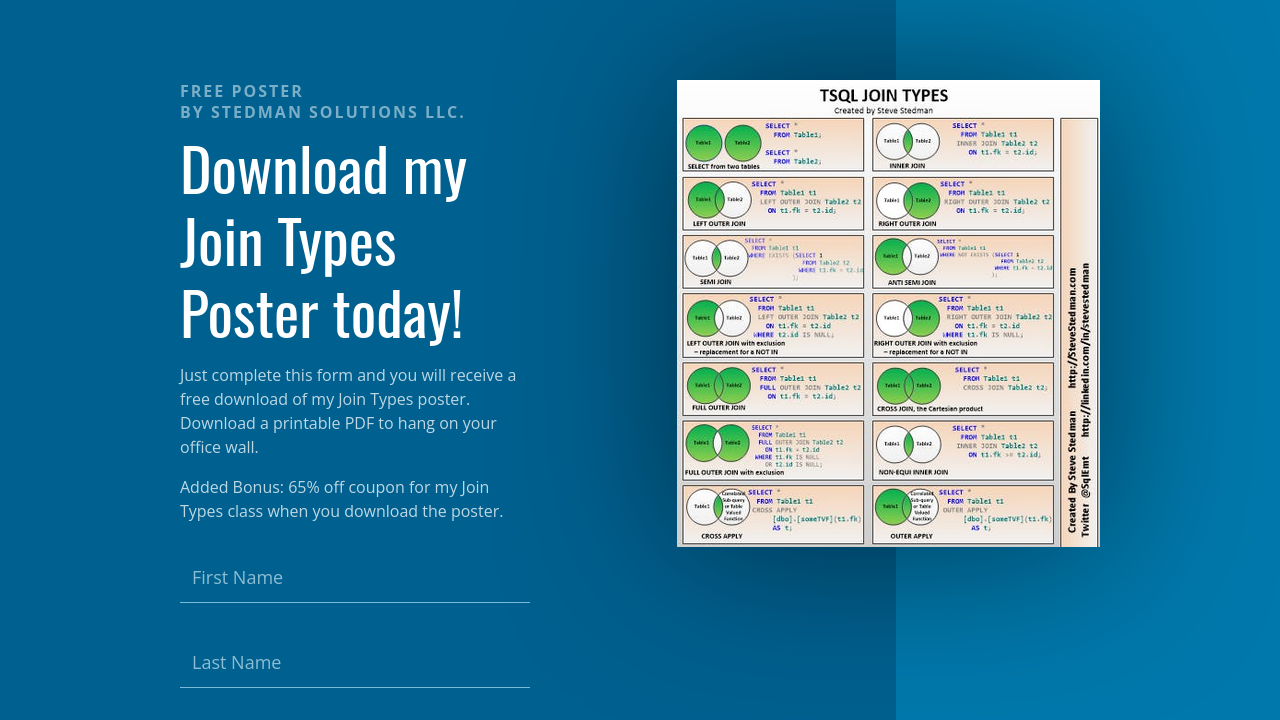 FREE POSTER
BY STEDMAN SOLUTIONS LLC.
Download my
Join Types
Poster today!
Just complete this form and you will receive a
free download of my Join Types poster.
Download a printable PDF to hang on your
office wall.
Added Bonus: 65% off coupon for my Join
Types class when you download the poster.
First Name
Last Name
TSQL JOIN TYPES
Created by Steve Stedman
Table1
Table2
SELECT *
FROM Table1;
SELECT *
FROM Table2;
SELECT from two tables
Table1
Table2
SELECT *
FROM Table1 t1
INNER JOIN Table2 t2
ON t1.fk = t2.id;
INNER JOIN
Table1
Table2
SELECT *
FROM Table1 t1
LEFT OUTER JOIN Table2 t2
ON t1.fk = t2.id;
LEFT OUTER JOIN
Table1
Table2
SELECT *
FROM Table1 t1
RIGHT OUTER JOIN Table2 t2
ON t1.fk = t2.id;
RIGHT OUTER JOIN
Table1
Table2
SELECT *
FROM Table1 t1
WHERE EXISTS (SELECT 1
FROM Table2 t2
WHERE t1.fk = t2.id
);
SEMI JOIN
Table1
Table2
SELECT *
FROM Table1 t1
WHERE NOT EXISTS (SELECT 1
FROM Table2 t2
WHERE t1.fk = t2.id
);
ANTI SEMI JOIN
Table1
Table2
SELECT *
FROM Table1 t1
LEFT OUTER JOIN Table2 t2
ON t1.fk = t2.id
WHERE t2.id IS NULL;
LEFT OUTER JOIN with exclusion
– replacement for a NOT IN
Table1
Table2
SELECT *
FROM Table1 t1
RIGHT OUTER JOIN Table2 t2
ON t1.fk = t2.id
WHERE t1.fk IS NULL;
RIGHT OUTER JOIN with exclusion
– replacement for a NOT IN
Table1
Table2
SELECT *
FROM Table1 t1
FULL OUTER JOIN Table2 t2
ON t1.fk = t2.id;
FULL OUTER JOIN
Table1
Table2
SELECT *
FROM Table1 t1
CROSS JOIN Table2 t2;
CROSS JOIN, the Cartesian product
Table1
Table2
SELECT *
FROM Table1 t1
FULL OUTER JOIN Table2 t2
ON t1.fk = t2.id
WHERE t1.fk IS NULL
OR t2.id IS NULL;
FULL OUTER JOIN with exclusion
Table1
Table2
SELECT *
FROM Table1 t1
INNER JOIN Table2 t2
ON t1.fk >= t2.id;
NON-EQUI INNER JOIN
Table1
Correlated
Sub-query
or Table
Valued
Function
SELECT *
FROM Table1 t1
CROSS APPLY
[dbo].[someTVF](t1.fk)
AS t;
CROSS APPLY
Table1
Correlated
Sub-query
or Table
Valued
Function
SELECT *
FROM Table1 t1
OUTER APPLY
[dbo].[someTVF](t1.fk)
AS t;
OUTER APPLY
Created By Steve Stedman http://SteveStedman.com
Twitter @SqlEmt http://linkedin.com/in/stevestedman